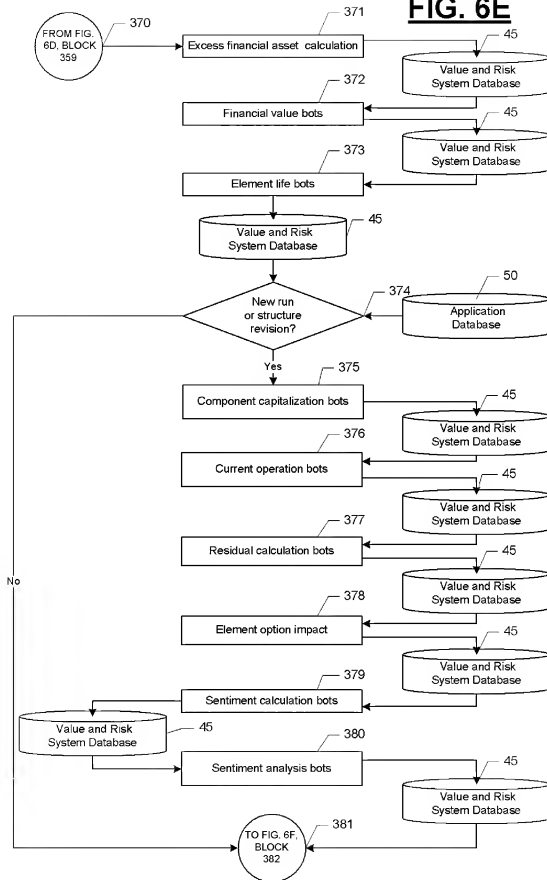 FIG. 6E
FROM FIG.
6D, BLOCK
359
370
371
Excess financial asset calculation
45
Value and Risk
System Database
372
Financial value bots
45
Value and Risk
System Database
373
Element life bots
45
Value and Risk
System Database
374
New run
or structure
revision?
50
Application
Database
Yes
375
Component capitalization bots
45
Value and Risk
System Database
376
Current operation bots
45
Value and Risk
System Database
377
Residual calculation bots
45
Value and Risk
System Database
No
378
Element option impact
45
Value and Risk
System Database
379
Sentiment calculation bots
45
Value and Risk
System Database
380
Sentiment analysis bots
45
Value and Risk
System Database
381
TO FIG. 6F,
BLOCK
382